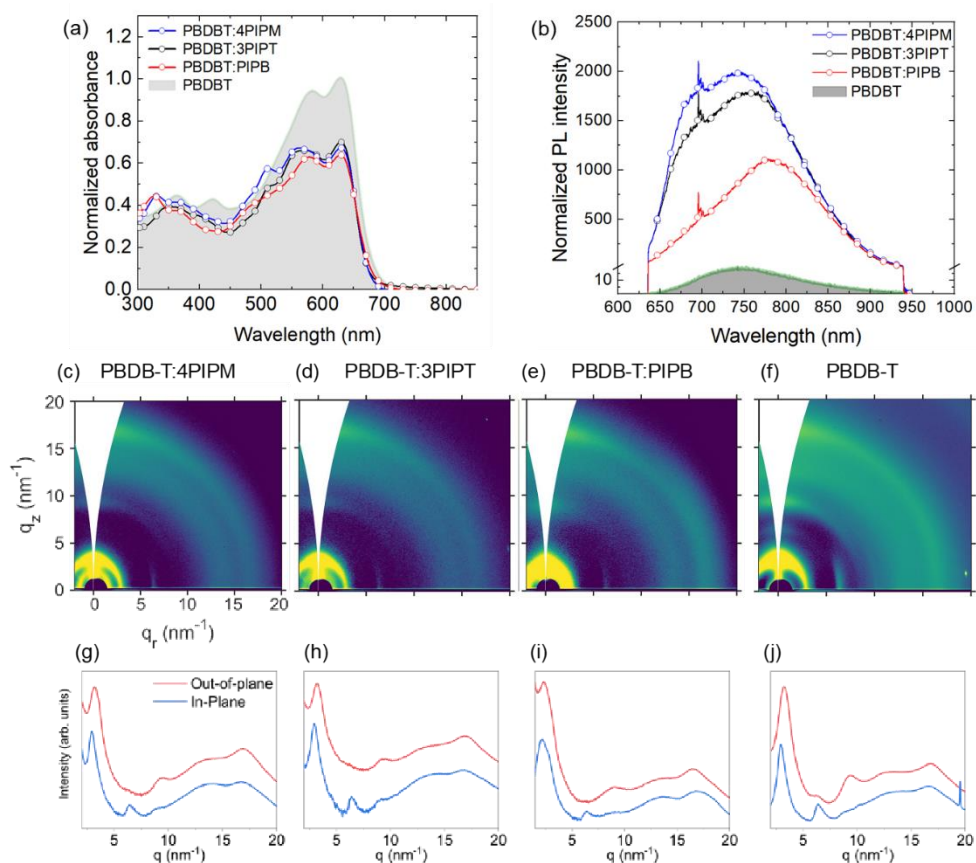 (a)
PBDBT:4PIPM
PBDBT:3PIPT
PBDBT:PIPB
PBDBT
Normalized absorbance
1.2
1.0
0.8
0.6
0.4
0.2
0.0
300 400 500 600 700 800
Wavelength (nm)
(b)
PBDBT:4PIPM
PBDBT:3PIPT
PBDBT:PIPB
PBDBT
Normalized PL intensity
2500
2000
1500
1000
500
10
600 650 700 750 800 850 900 950 1000
Wavelength (nm)
(c) PBDB-T:4PIPM
(d) PBDB-T:3PIPT
(e) PBDB-T:PIPB
(f) PBDB-T
q_z (nm⁻¹)
20
15
10
5
0
0 5 10 15 20
q_r (nm⁻¹)
(g)
Out-of-plane
In-Plane
Intensity (arb. units)
5 10 15 20
q (nm⁻¹)
(h)
5 10 15 20
q (nm⁻¹)
(i)
5 10 15 20
q (nm⁻¹)
(j)
5 10 15 20
q (nm⁻¹)